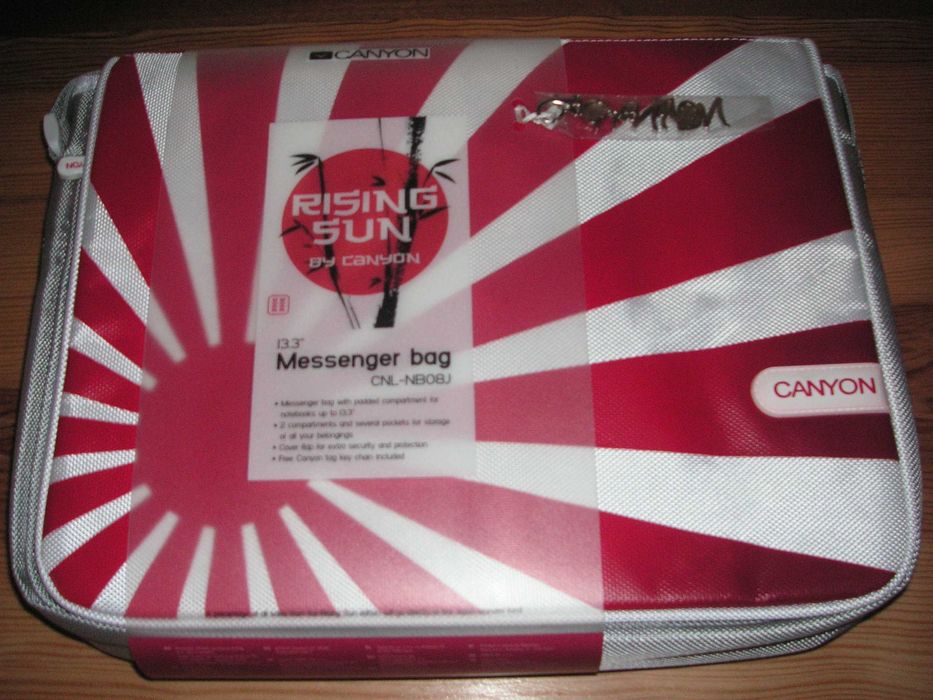 CANYON
RISING
SUN
BY CANYON
13.3"
Messenger bag
CNL-NB08J
• Messenger bag with padded compartment for
notebooks up to 13.3"
• 2 compartments and several pockets for storage
of all your belongings
• Cover flap for extra security and protection
• Free Canyon tag key chain included
CANYON